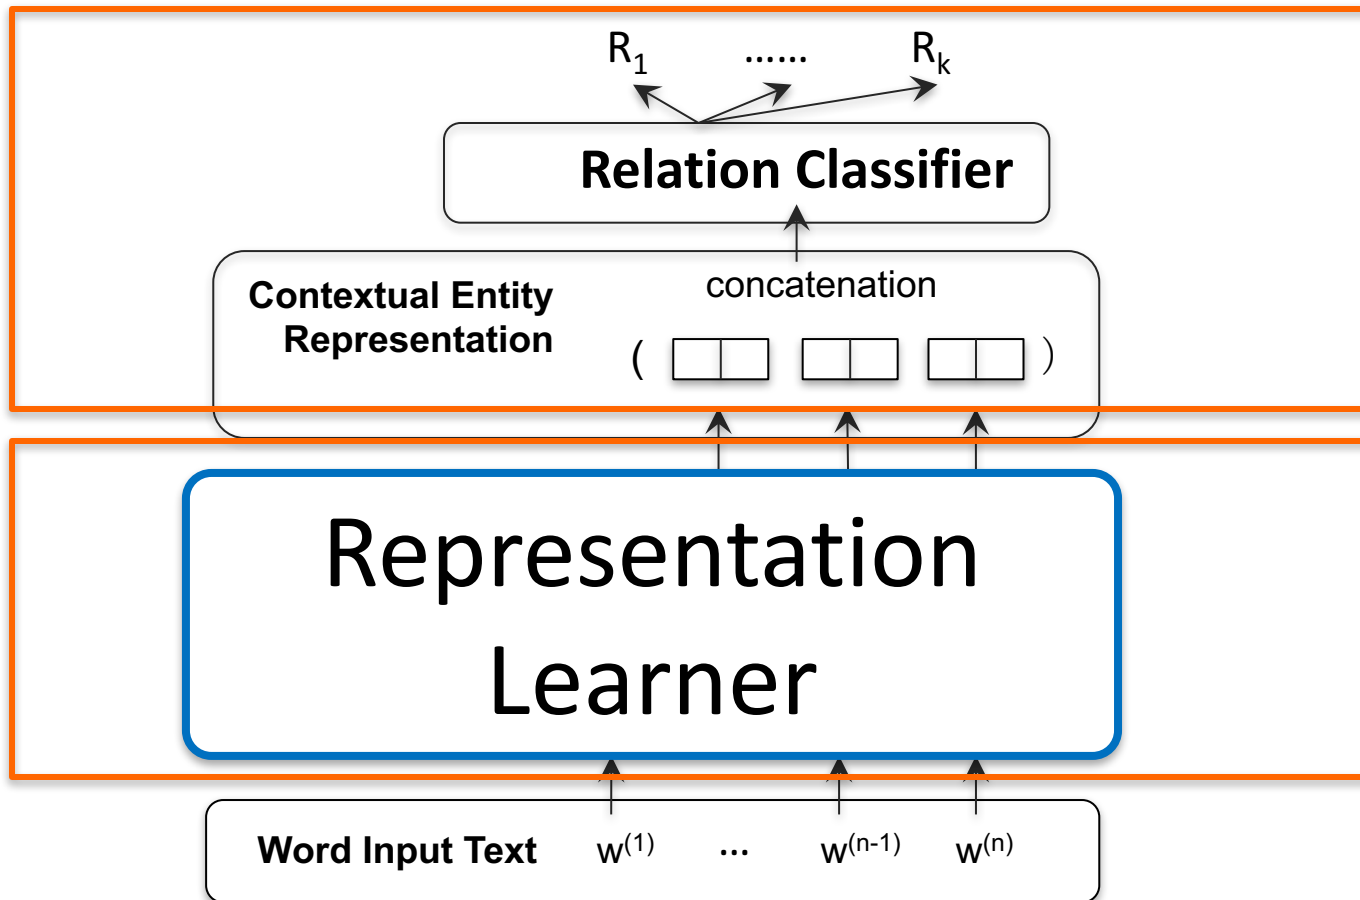 R1 ...... Rk
Relation Classifier
Contextual Entity
Representation
concatenation
( )
Representation
Learner
Word Input Text w(1) ... w(n-1) w(n)